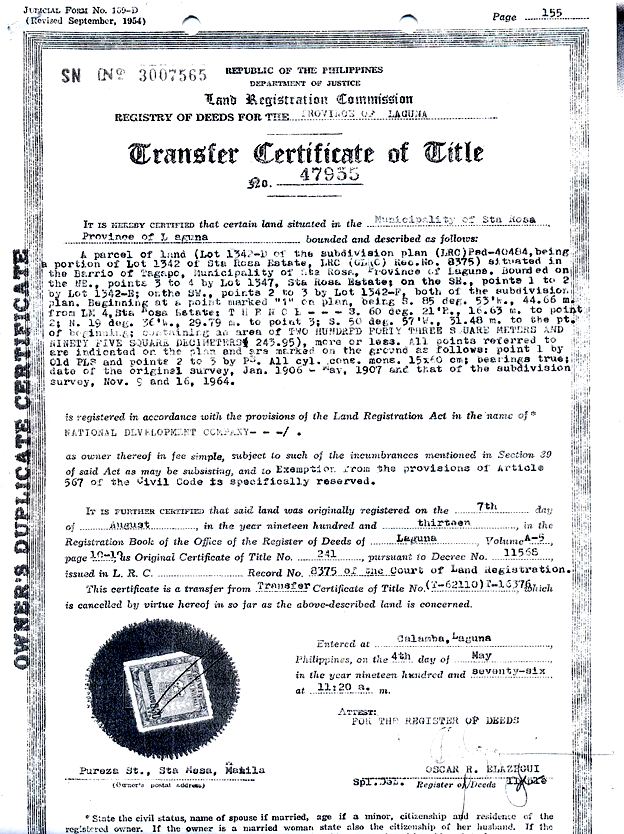 JUDICIAL FORM NO. 109-D
(Revised September, 1954)
Page 155
SN (Nº 3007565
REPUBLIC OF THE PHILIPPINES
DEPARTMENT OF JUSTICE
Land Registration Commission
REGISTRY OF DEEDS FOR THE PROVINCE OF LAGUNA
Transfer Certificate of Title
No. 47955
IT IS HEREBY CERTIFIED that certain land situated in the Municipality of Sta Rosa
Province of Laguna bounded and described as follows:
A parcel of land (Lot 1342-D of the subdivision plan (LRC)Psd-40484, being
a portion of Lot 1342 of Sta Rosa Estate, LRC (GLRO) Rec.No. 8375) situated in
the Barrio of Tagapo, Municipality of Sta Rosa, Province of Laguna. Bounded on
the NE., points 3 to 4 by Lot 1347, Sta Rosa Estate; on the SE., points 1 to 2
by Lot 1342-E; on the SW., points 2 to 3 by Lot 1342-F, both of the subdivision
plan. Beginning at a point marked "1" on plan, being S. 85 deg. 53'W., 44.66 m.
from LM 4, Sta Rosa Estate; T H E N C E - - - S. 60 deg. 21'E., 16.63 m. to point
2; N. 19 deg. 36'W., 29.79 m. to point 3; S. 50 deg. 57'W., 31.48 m. to the pt.
of beginning; containing an area of TWO HUNDRED FORTY THREE SQUARE METERS AND
NINETY FIVE SQUARE DECIMETERS 243.95), more or less. All points referred to
are indicated on the plan and are marked on the ground as follows: point 1 by
old PLS and points 2 to 3 by PS. All cyl. conc. mons. 15x60 cm; bearings true;
date of the original survey, Jan. 1906 - May, 1907 and that of the subdivision
survey, Nov. 9 and 16, 1964.
is registered in accordance with the provisions of the Land Registration Act in the name of*
NATIONAL DEVELOPMENT COMPANY- - -/ .
as owner thereof in fee simple, subject to such of the incumbrances mentioned in Section 39
of said Act as may be subsisting, and to Exemption from the provisions of Article
567 of the Civil Code is specifically reserved.
IT IS FURTHER CERTIFIED that said land was originally registered on the 7th day
of August, in the year nineteen hundred and thirteen, in the
Registration Book of the Office of the Register of Deeds of Laguna, Volume A-5
page as Original Certificate of Title No. 241, pursuant to Decree No. 11568
issued in L. R. C. Record No. 8375 of the Court of Land Registration.
This certificate is a transfer from Transfer Certificate of Title No. (T-62110)T-16376, which
is cancelled by virtue hereof in so far as the above-described land is concerned.
Entered at Calamba, Laguna
Philippines, on the 4th day of May
in the year nineteen hundred and seventy-six
at 11:20 a. m.
ATTEST:
FOR THE REGISTER OF DEEDS
Pureza St., Sta Mesa, Manila
(Owner's postal address)
OSCAR R. ELAZEGUI
Register of Deeds
* State the civil status, name of spouse if married, age if a minor, citizenship and residence of the
registered owner. If the owner is a married woman state also the citizenship of her husband. If the
OWNER'S DUPLICATE CERTIFICATE